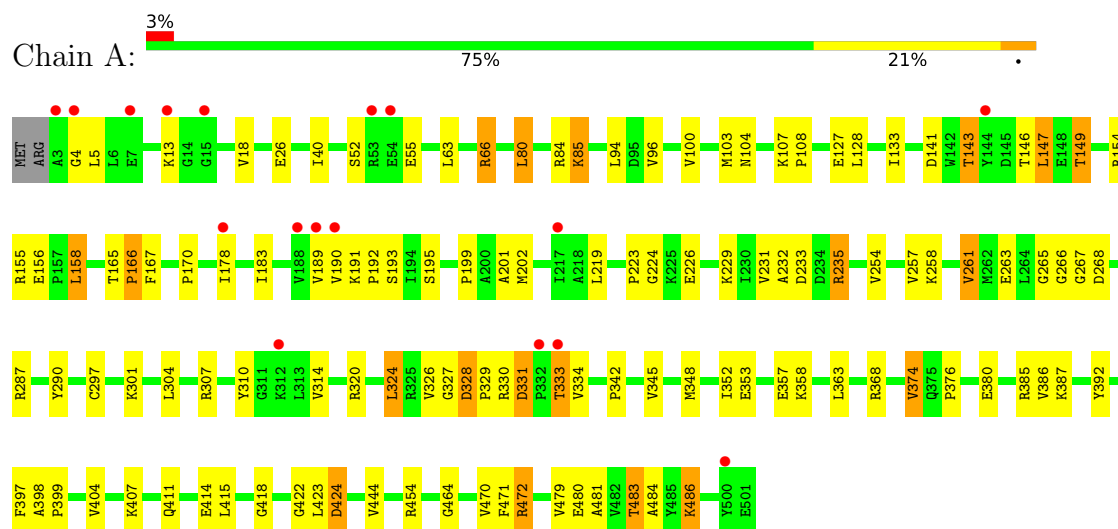 3%
Chain A:
75% 21% •
MET ARG A3 G4 L5 L6 E7 K13 G14 G15 V18 E26 I40 S52 R53 E54 E55 L63 R66 L80 R84 K85 L94 D95 V96 V100 M103 N104 K107 P108 E127 L128 I133 D141 W142 T143 Y144 D145 T146 L147 E148 T149 R154
R155 E156 P157 L158 T165 P166 F167 P170 I178 I183 V188 V189 V190 K191 P192 S193 I194 S195 P199 A200 A201 M202 I217 A218 L219 P223 G224 K225 E226 K229 I230 V231 A232 D233 D234 R235 V254 V257 K258 V261 M262 E263 L264 G265 G266 G267 D268
R287 Y290 C297 K301 L304 R307 Y310 G311 K312 L313 V314 R320 L324 R325 V326 G327 D328 P329 R330 D331 P332 T333 V334 P342 V345 M348 I352 E353 E357 K358 L363 R368 V374 Q375 P376 E380 R385 V386 K387 Y392
F397 A398 P399 V404 K407 Q411 E414 L415 G418 G422 L423 D424 V444 R454 G464 V470 F471 R472 V479 E480 A481 V482 T483 A484 Y485 K486 Y500 E501